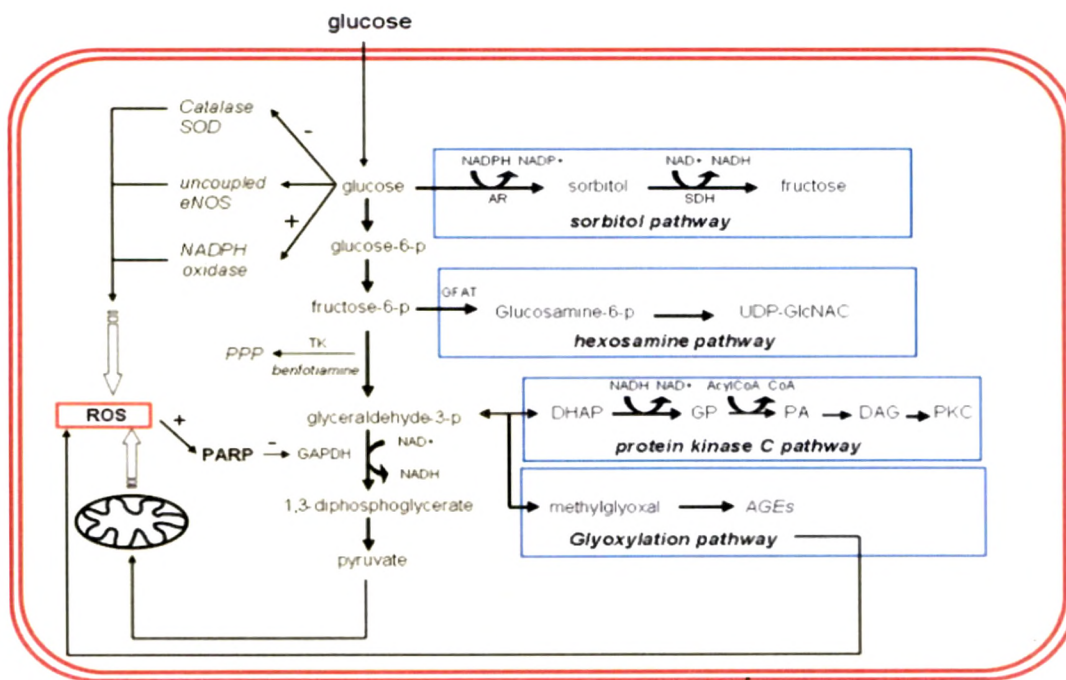 glucose
Catalase
SOD
-
uncoupled
eNOS
+
NADPH
oxidase
glucose
NADPH NADP+
AR
sorbitol
NAD+ NADH
SDH
fructose
sorbitol pathway
glucose-6-p
fructose-6-p
GFAT
Glucosamine-6-p
UDP-GlcNAC
hexosamine pathway
PPP
TK
benfotiamine
glyceraldehyde-3-p
NADH NAD+
AcylCoA CoA
DHAP
GP
PA
DAG
PKC
protein kinase C pathway
ROS
+
PARP
-
GAPDH
NAD+
NADH
1,3-diphosphoglycerate
methylglyoxal
AGEs
Glyoxylation pathway
pyruvate